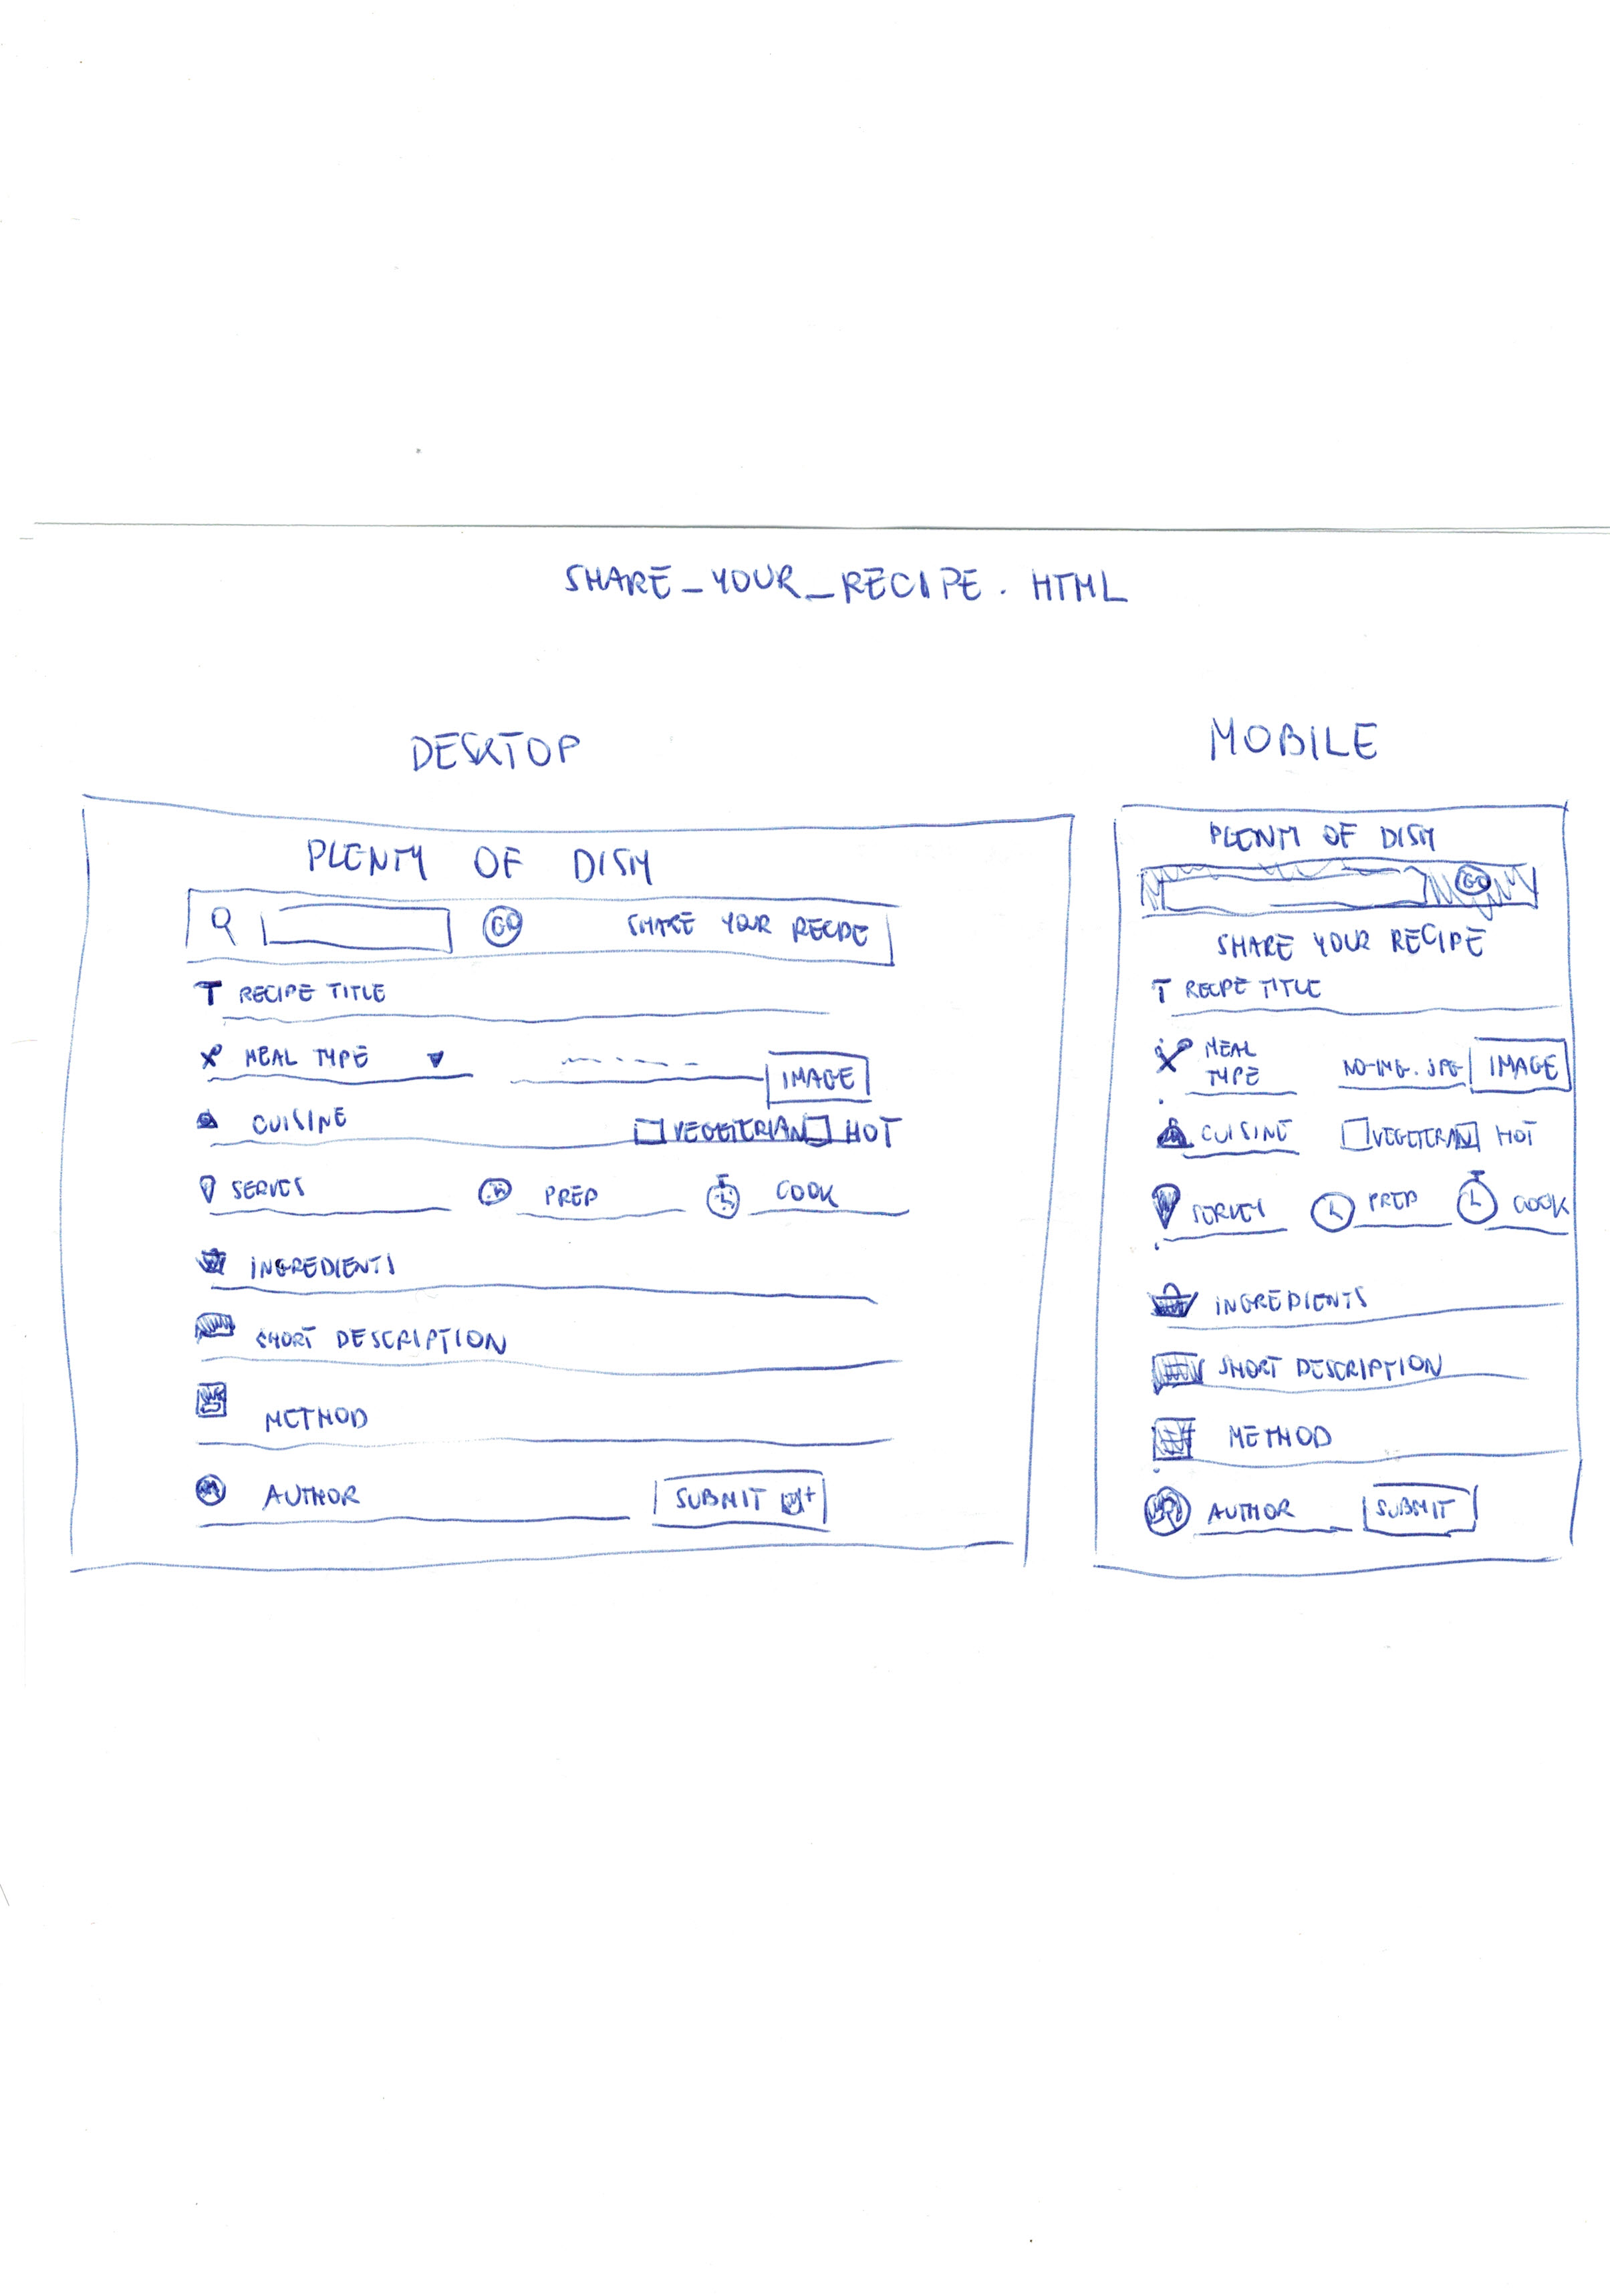 SHARE_YOUR_RECIPE.HTML
DESKTOP
PLENTY OF DISH
GO SHARE YOUR RECIPE
T RECIPE TITLE
MEAL TYPE
IMAGE
CUISINE VEGETERIAN HOT
SERVES PREP COOK
INGREDIENTS
SHORT DESCRIPTION
METHOD
AUTHOR SUBMIT
MOBILE
PLENTY OF DISH
GO
SHARE YOUR RECIPE
T RECIPE TITLE
MEAL
TYPE NO-IMG.JPG IMAGE
CUISINE VEGETERAN HOT
SERVES PREP COOK
INGREDIENTS
SHORT DESCRIPTION
METHOD
AUTHOR SUBMIT